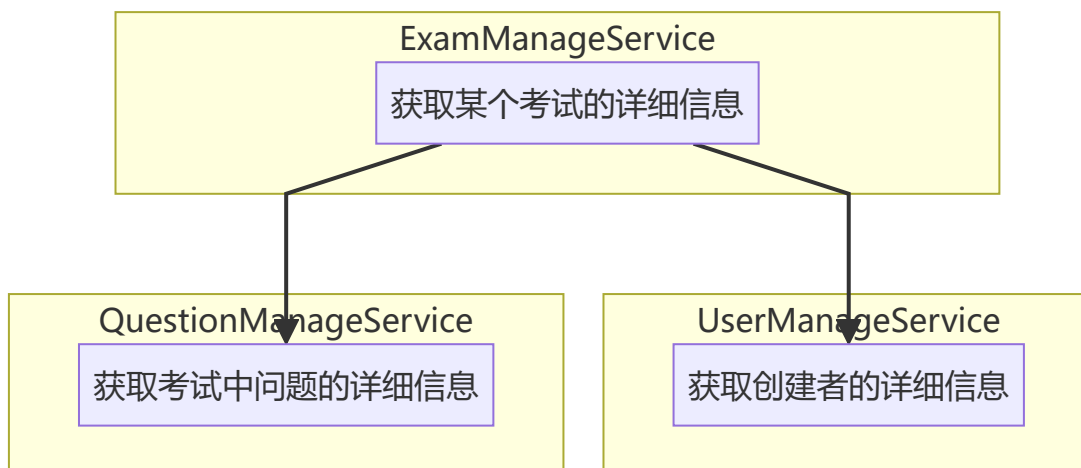 ExamManageService
获取某个考试的详细信息
QuestionManageService
获取考试中问题的详细信息
UserManageService
获取创建者的详细信息